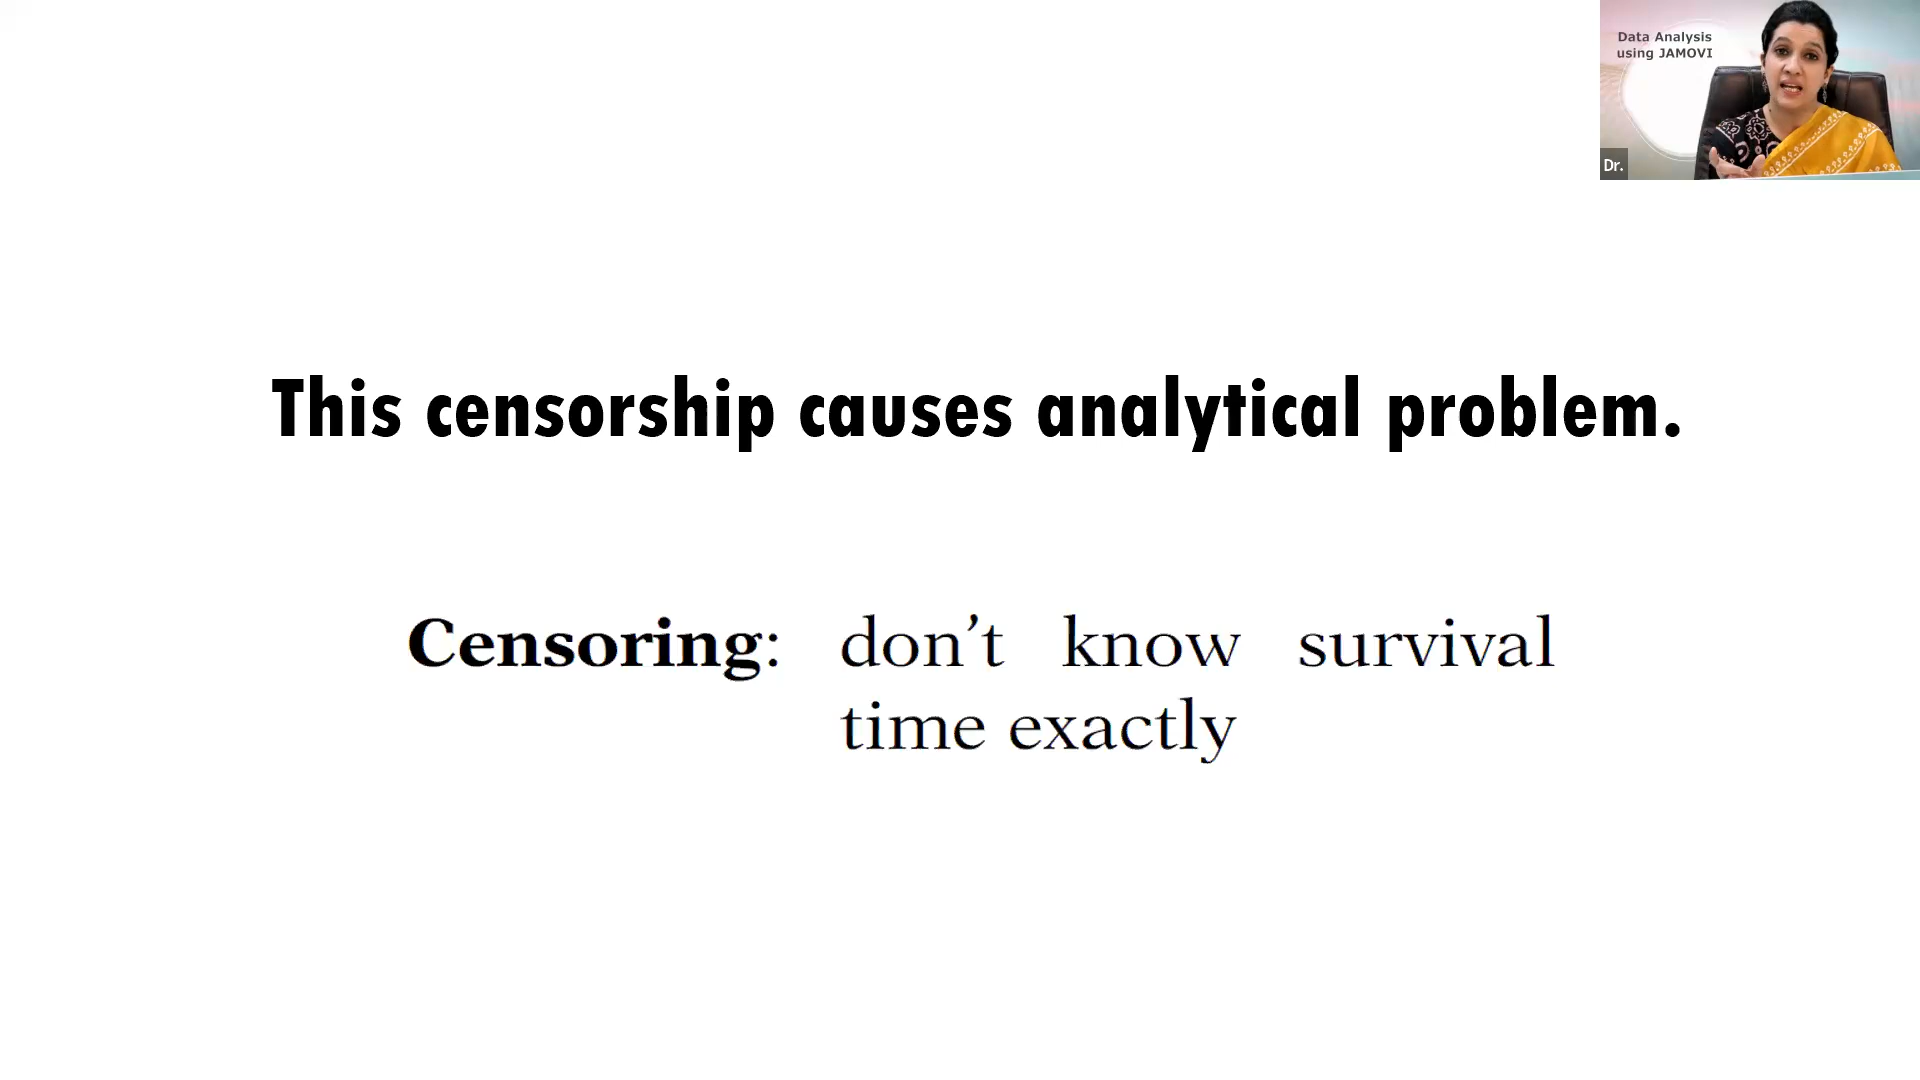 Data Analysis
using JAMOVI
Dr.
This censorship causes analytical problem.
Censoring: don’t know survival
time exactly